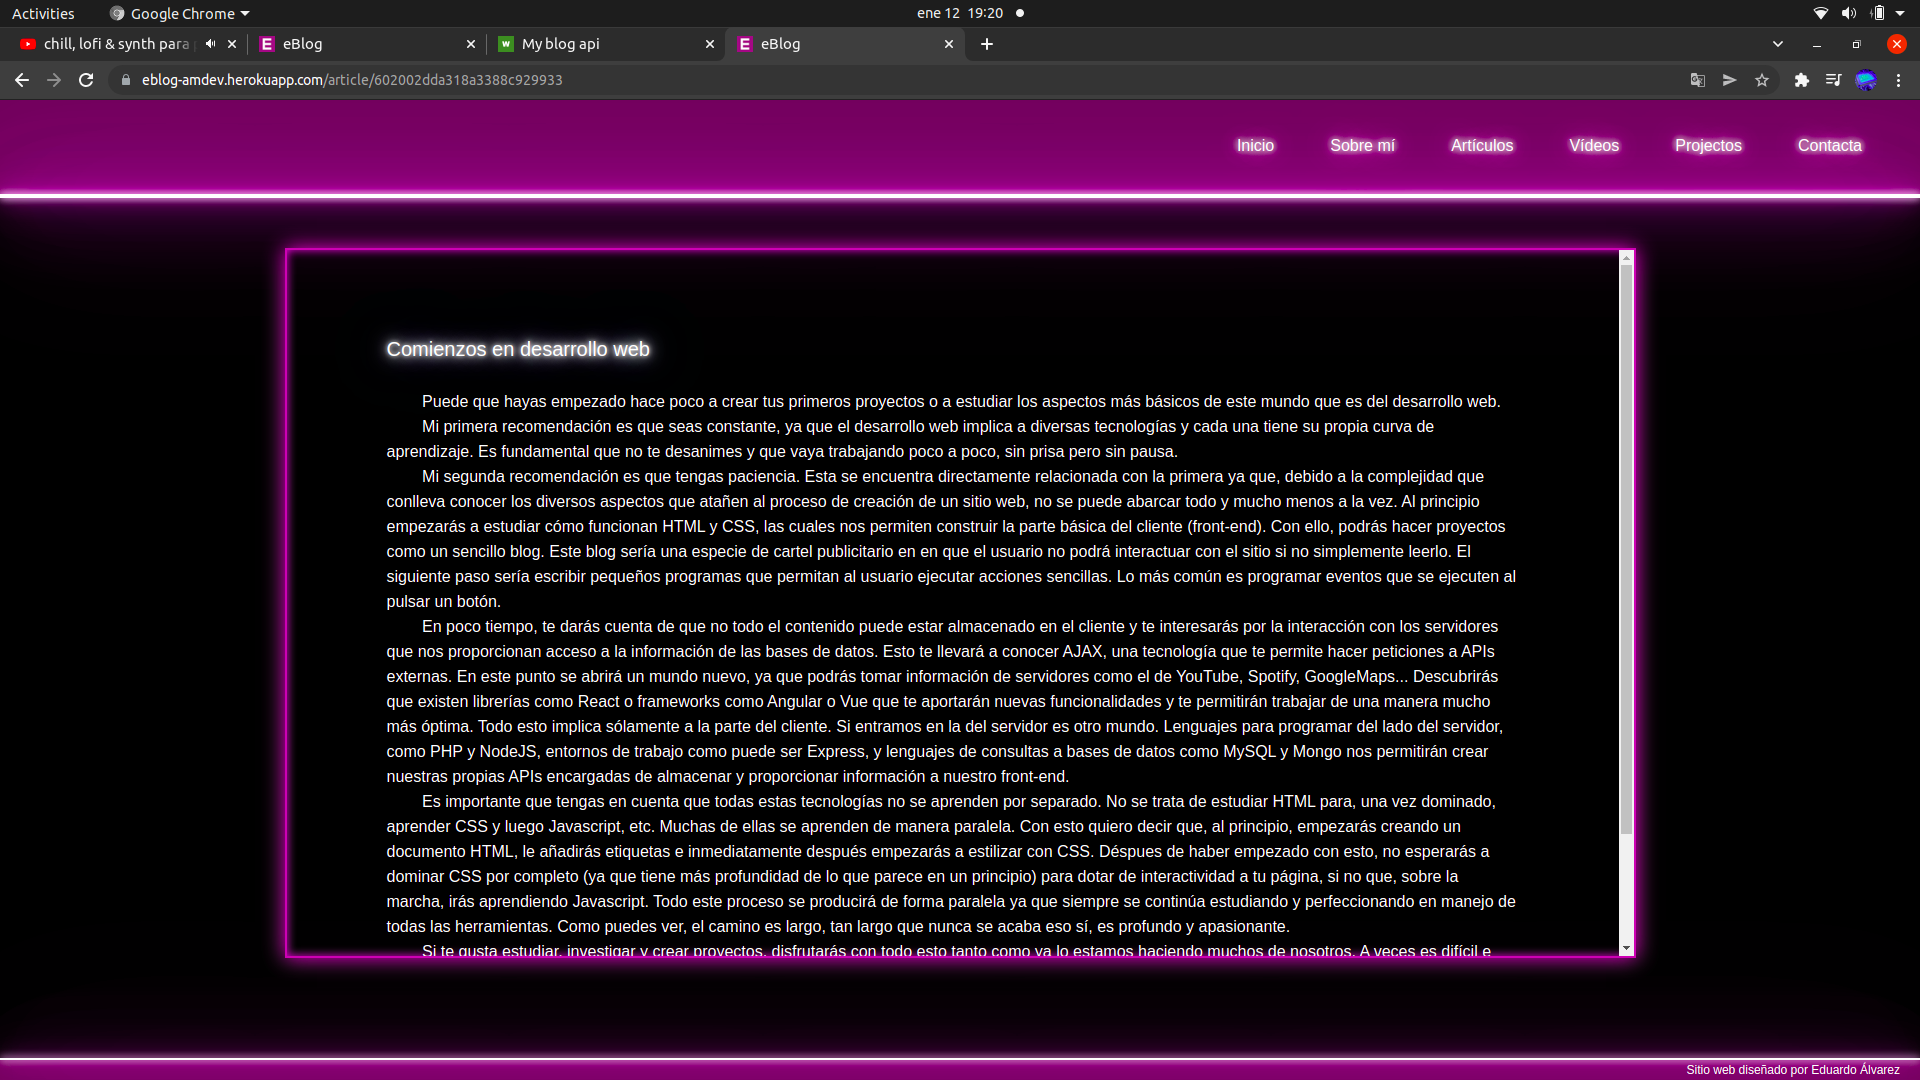 Activities
Google Chrome
ene 12 19:20
chill, lofi & synth para
eBlog
My blog api
eBlog
eblog-amdev.herokuapp.com/article/602002dda318a3388c929933
Inicio
Sobre mí
Artículos
Vídeos
Projectos
Contacta
Comienzos en desarrollo web
Puede que hayas empezado hace poco a crear tus primeros proyectos o a estudiar los aspectos más básicos de este mundo que es del desarrollo web.
Mi primera recomendación es que seas constante, ya que el desarrollo web implica a diversas tecnologías y cada una tiene su propia curva de
aprendizaje. Es fundamental que no te desanimes y que vaya trabajando poco a poco, sin prisa pero sin pausa.
Mi segunda recomendación es que tengas paciencia. Esta se encuentra directamente relacionada con la primera ya que, debido a la complejidad que
conlleva conocer los diversos aspectos que atañen al proceso de creación de un sitio web, no se puede abarcar todo y mucho menos a la vez. Al principio
empezarás a estudiar cómo funcionan HTML y CSS, las cuales nos permiten construir la parte básica del cliente (front-end). Con ello, podrás hacer proyectos
como un sencillo blog. Este blog sería una especie de cartel publicitario en en que el usuario no podrá interactuar con el sitio si no simplemente leerlo. El
siguiente paso sería escribir pequeños programas que permitan al usuario ejecutar acciones sencillas. Lo más común es programar eventos que se ejecuten al
pulsar un botón.
En poco tiempo, te darás cuenta de que no todo el contenido puede estar almacenado en el cliente y te interesarás por la interacción con los servidores
que nos proporcionan acceso a la información de las bases de datos. Esto te llevará a conocer AJAX, una tecnología que te permite hacer peticiones a APIs
externas. En este punto se abrirá un mundo nuevo, ya que podrás tomar información de servidores como el de YouTube, Spotify, GoogleMaps... Descubrirás
que existen librerías como React o frameworks como Angular o Vue que te aportarán nuevas funcionalidades y te permitirán trabajar de una manera mucho
más óptima. Todo esto implica sólamente a la parte del cliente. Si entramos en la del servidor es otro mundo. Lenguajes para programar del lado del servidor,
como PHP y NodeJS, entornos de trabajo como puede ser Express, y lenguajes de consultas a bases de datos como MySQL y Mongo nos permitirán crear
nuestras propias APIs encargadas de almacenar y proporcionar información a nuestro front-end.
Es importante que tengas en cuenta que todas estas tecnologías no se aprenden por separado. No se trata de estudiar HTML para, una vez dominado,
aprender CSS y luego Javascript, etc. Muchas de ellas se aprenden de manera paralela. Con esto quiero decir que, al principio, empezarás creando un
documento HTML, le añadirás etiquetas e inmediatamente después empezarás a estilizar con CSS. Déspues de haber empezado con esto, no esperarás a
dominar CSS por completo (ya que tiene más profundidad de lo que parece en un principio) para dotar de interactividad a tu página, si no que, sobre la
marcha, irás aprendiendo Javascript. Todo este proceso se producirá de forma paralela ya que siempre se continúa estudiando y perfeccionando en manejo de
todas las herramientas. Como puedes ver, el camino es largo, tan largo que nunca se acaba eso sí, es profundo y apasionante.
Si te gusta estudiar, investigar y crear proyectos, disfrutarás con todo esto tanto como ya lo estamos haciendo muchos de nosotros. A veces es difícil e
Sitio web diseñado por Eduardo Álvarez